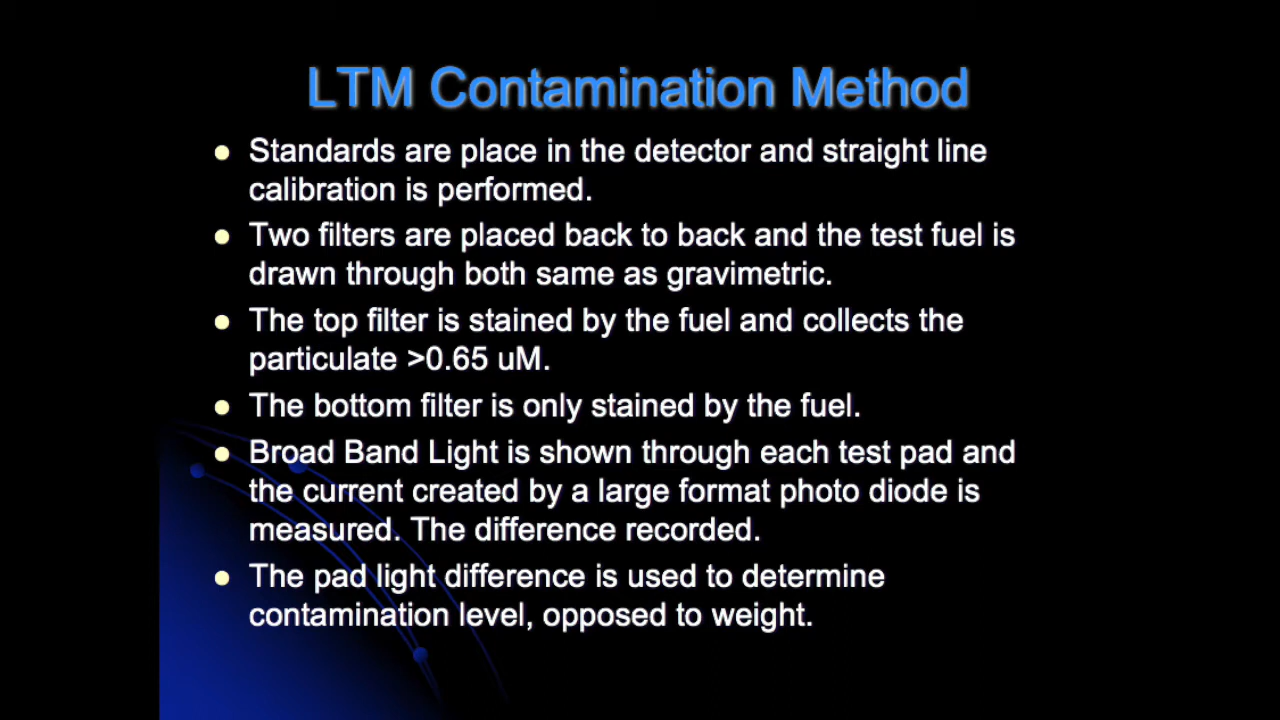 LTM Contamination Method
Standards are place in the detector and straight line
calibration is performed.
Two filters are placed back to back and the test fuel is
drawn through both same as gravimetric.
The top filter is stained by the fuel and collects the
particulate >0.65 uM.
The bottom filter is only stained by the fuel.
Broad Band Light is shown through each test pad and
the current created by a large format photo diode is
measured. The difference recorded.
The pad light difference is used to determine
contamination level, opposed to weight.